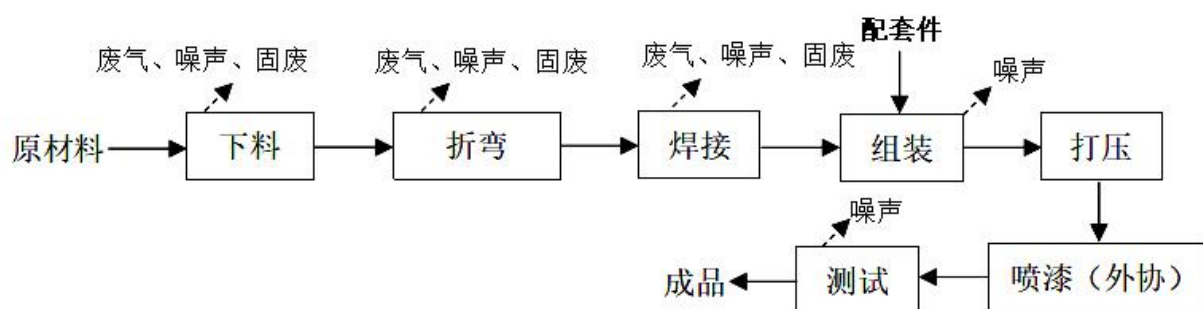 配套件
废气、噪声、固废
废气、噪声、固废
废气、噪声、固废
噪声
原材料
下料
折弯
焊接
组装
打压
噪声
成品
测试
喷漆（外协）